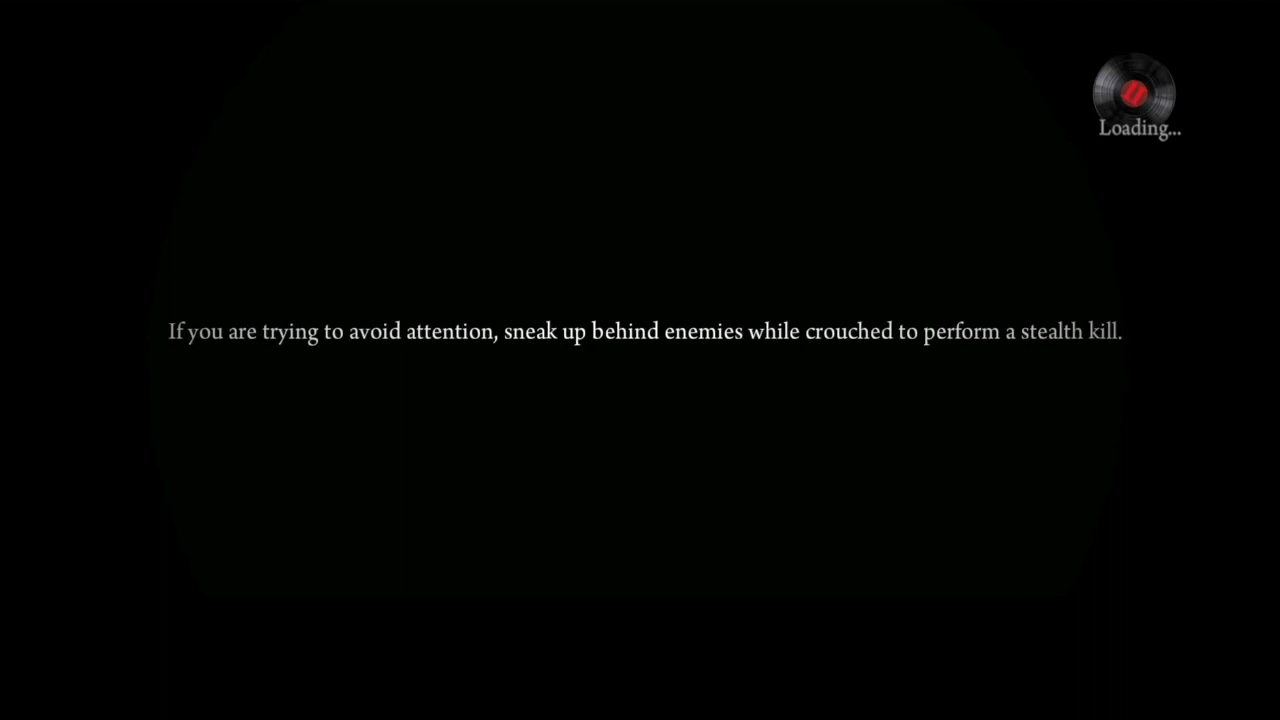 Loading...
If you are trying to avoid attention, sneak up behind enemies while crouched to perform a stealth kill.